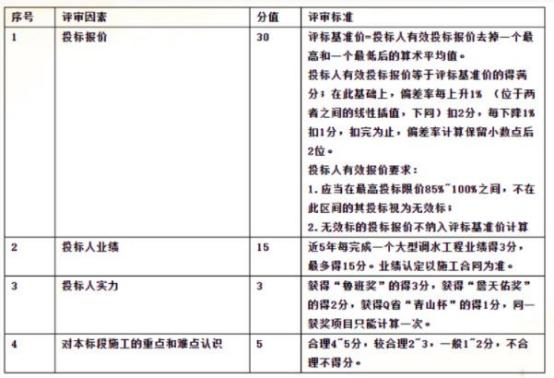 序号 评审因素 分值 评审标准
1 投标报价 30 评标基准价=投标人有效投标报价去掉一个最
高和一个最低后的算术平均值。
投标人有效投标报价等于评标基准价的得满
分；在此基础上，偏差率每上升1% （位于两
者之间的线性插值，下同）扣2分，每下降1%
扣1分，扣完为止，偏差率计算保留小数点后
2位。
投标人有效报价要求：
1.应当在最高投标限价85%~100%之间，不在
此区间的其投标视为无效标；
2.无效标的投标报价不纳入评标基准价计算
2 投标人业绩 15 近5年每完成一个大型调水工程业绩得3分，
最多得15分。业绩认定以施工合同为准。
3 投标人实力 3 获得“鲁班奖”的得3分，获得“詹天佑奖”
的得2分，获得Q省“青山杯”的得1分，同一
获奖项目只能计算一次。
4 对本标段施工的重点和难点认识 5 合理4~5分，较合理2~3，一般1~2分，不合
理不得分。